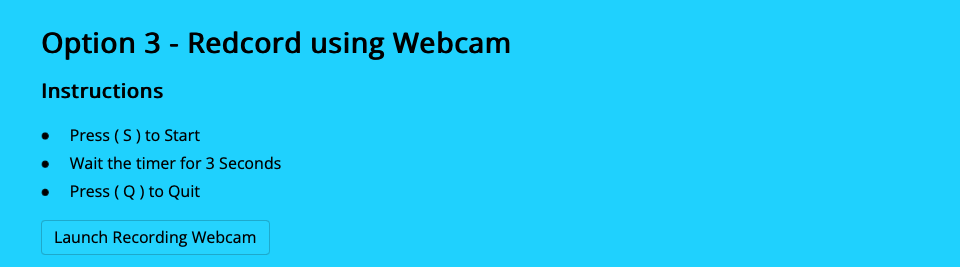 Option 3 - Redcord using Webcam
Instructions
● Press ( S ) to Start
● Wait the timer for 3 Seconds
● Press ( Q ) to Quit
Launch Recording Webcam